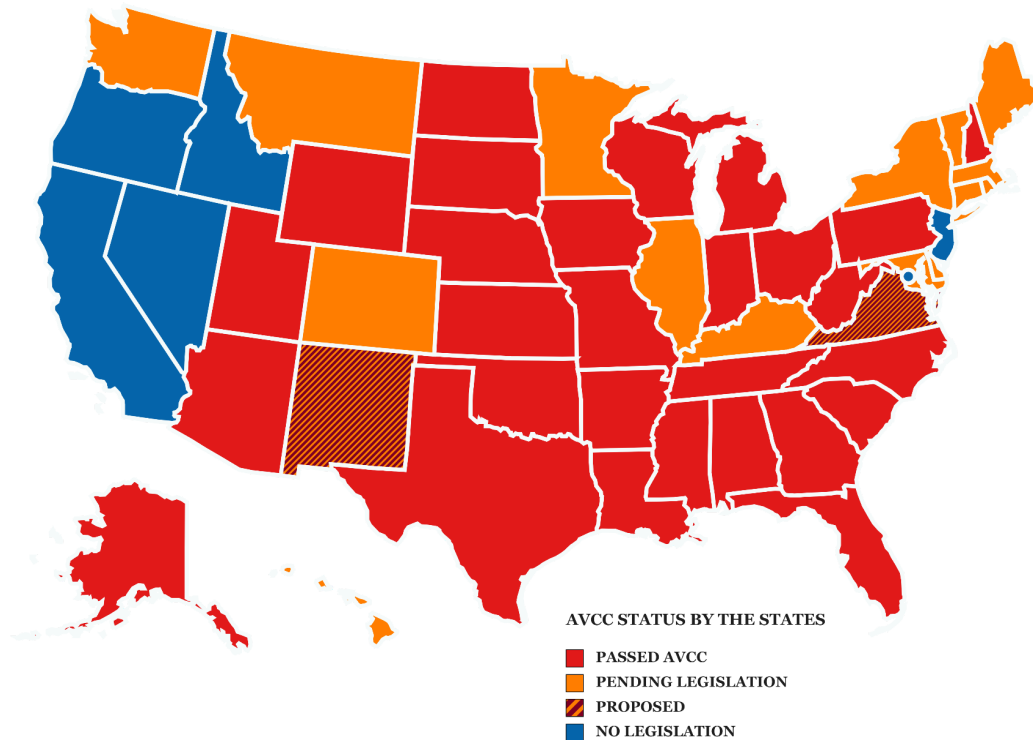 AVCC STATUS BY THE STATES
PASSED AVCC
PENDING LEGISLATION
PROPOSED
NO LEGISLATION